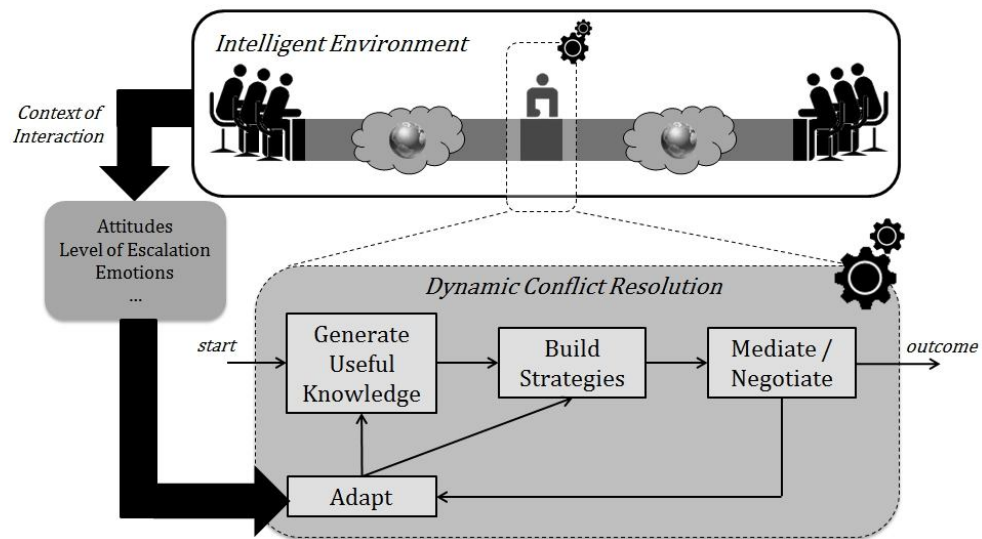 Intelligent Environment
Context of
Interaction
Attitudes
Level of Escalation
Emotions
...
Dynamic Conflict Resolution
start
Generate
Useful
Knowledge
Build
Strategies
Mediate /
Negotiate
outcome
Adapt